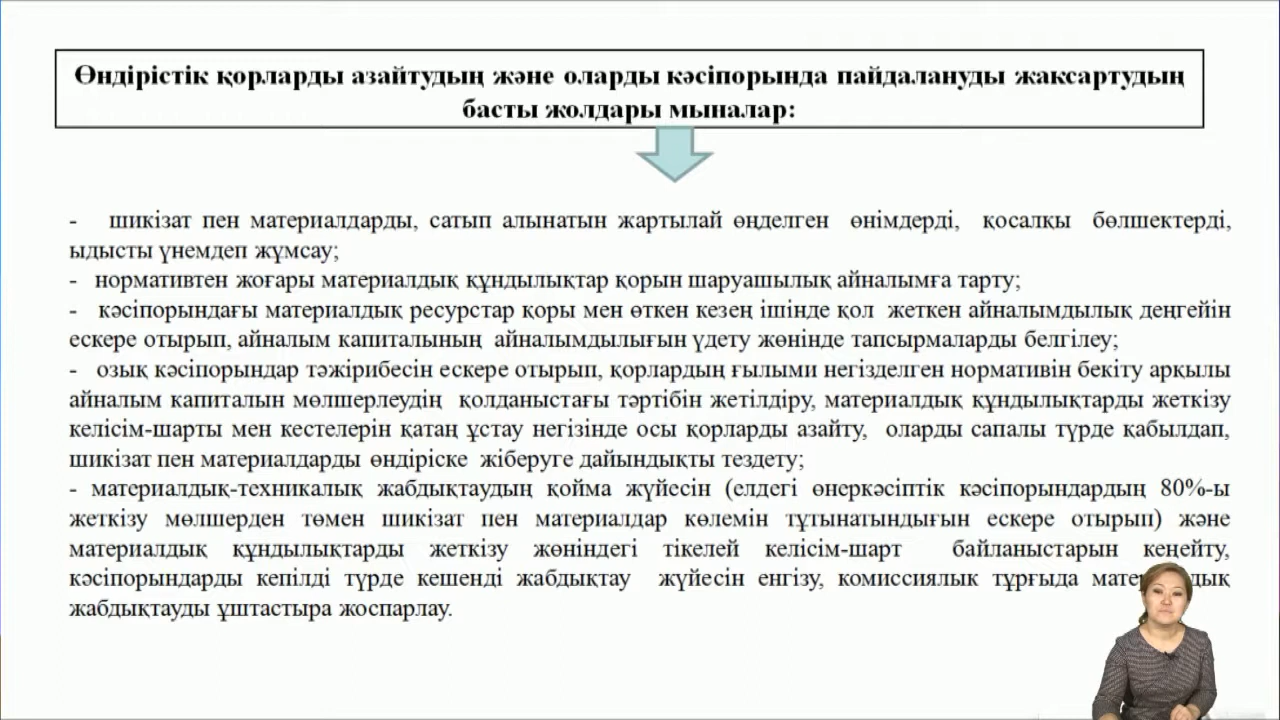 Өндірістік қорларды азайтудың және оларды кәсіпорында пайдалануды жаксартудың
басты жолдары мыналар:
- шикізат пен материалдарды, сатып алынатын жартылай өңделген өнімдерді, қосалқы бөлшектерді,
ыдысты үнемдеп жұмсау;
- нормативтен жоғары материалдық құндылықтар қорын шаруашылық айналымға тарту;
- кәсіпорындағы материалдық ресурстар қоры мен өткен кезең ішінде қол жеткен айналымдылық деңгейін
ескере отырып, айналым капиталының айналымдылығын үдету жөнінде тапсырмаларды белгілеу;
- озық кәсіпорындар тәжірибесін ескере отырып, қорлардың ғылыми негізделген нормативін бекіту арқылы
айналым капиталын мөлшерлеудің қолданыстағы тәртібін жетілдіру, материалдық құндылықтарды жеткізу
келісім-шарты мен кестелерін қатаң ұстау негізінде осы қорларды азайту, оларды сапалы түрде қабылдап,
шикізат пен материалдарды өндіріске жіберуге дайындықты тездету;
- материалдық-техникалық жабдықтаудың қойма жүйесін (елдегі өнеркәсіптік кәсіпорындардың 80%-ы
жеткізу мөлшерден төмен шикізат пен материалдар көлемін тұтынатындығын ескере отырып) және
материалдық құндылықтарды жеткізу жөніндегі тікелей келісім-шарт байланыстарын кеңейту,
кәсіпорындарды кепілді түрде кешенді жабдықтау жүйесін енгізу, комиссиялык тұрғыда
жабдықтауды ұштастыра жоспарлау.